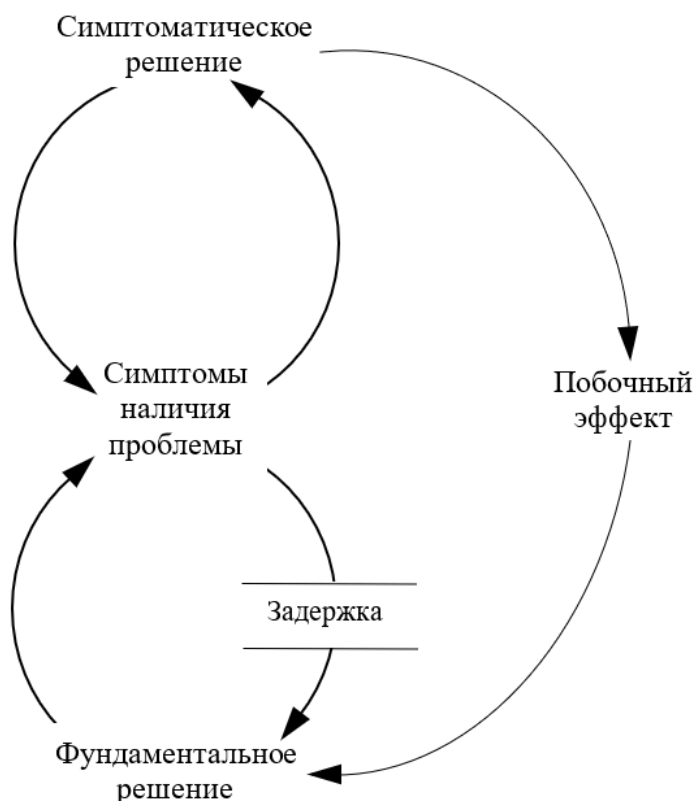 Симптоматическое
решение
Симптомы
наличия
проблемы
Побочный
эффект
Задержка
Фундаментальное
решение